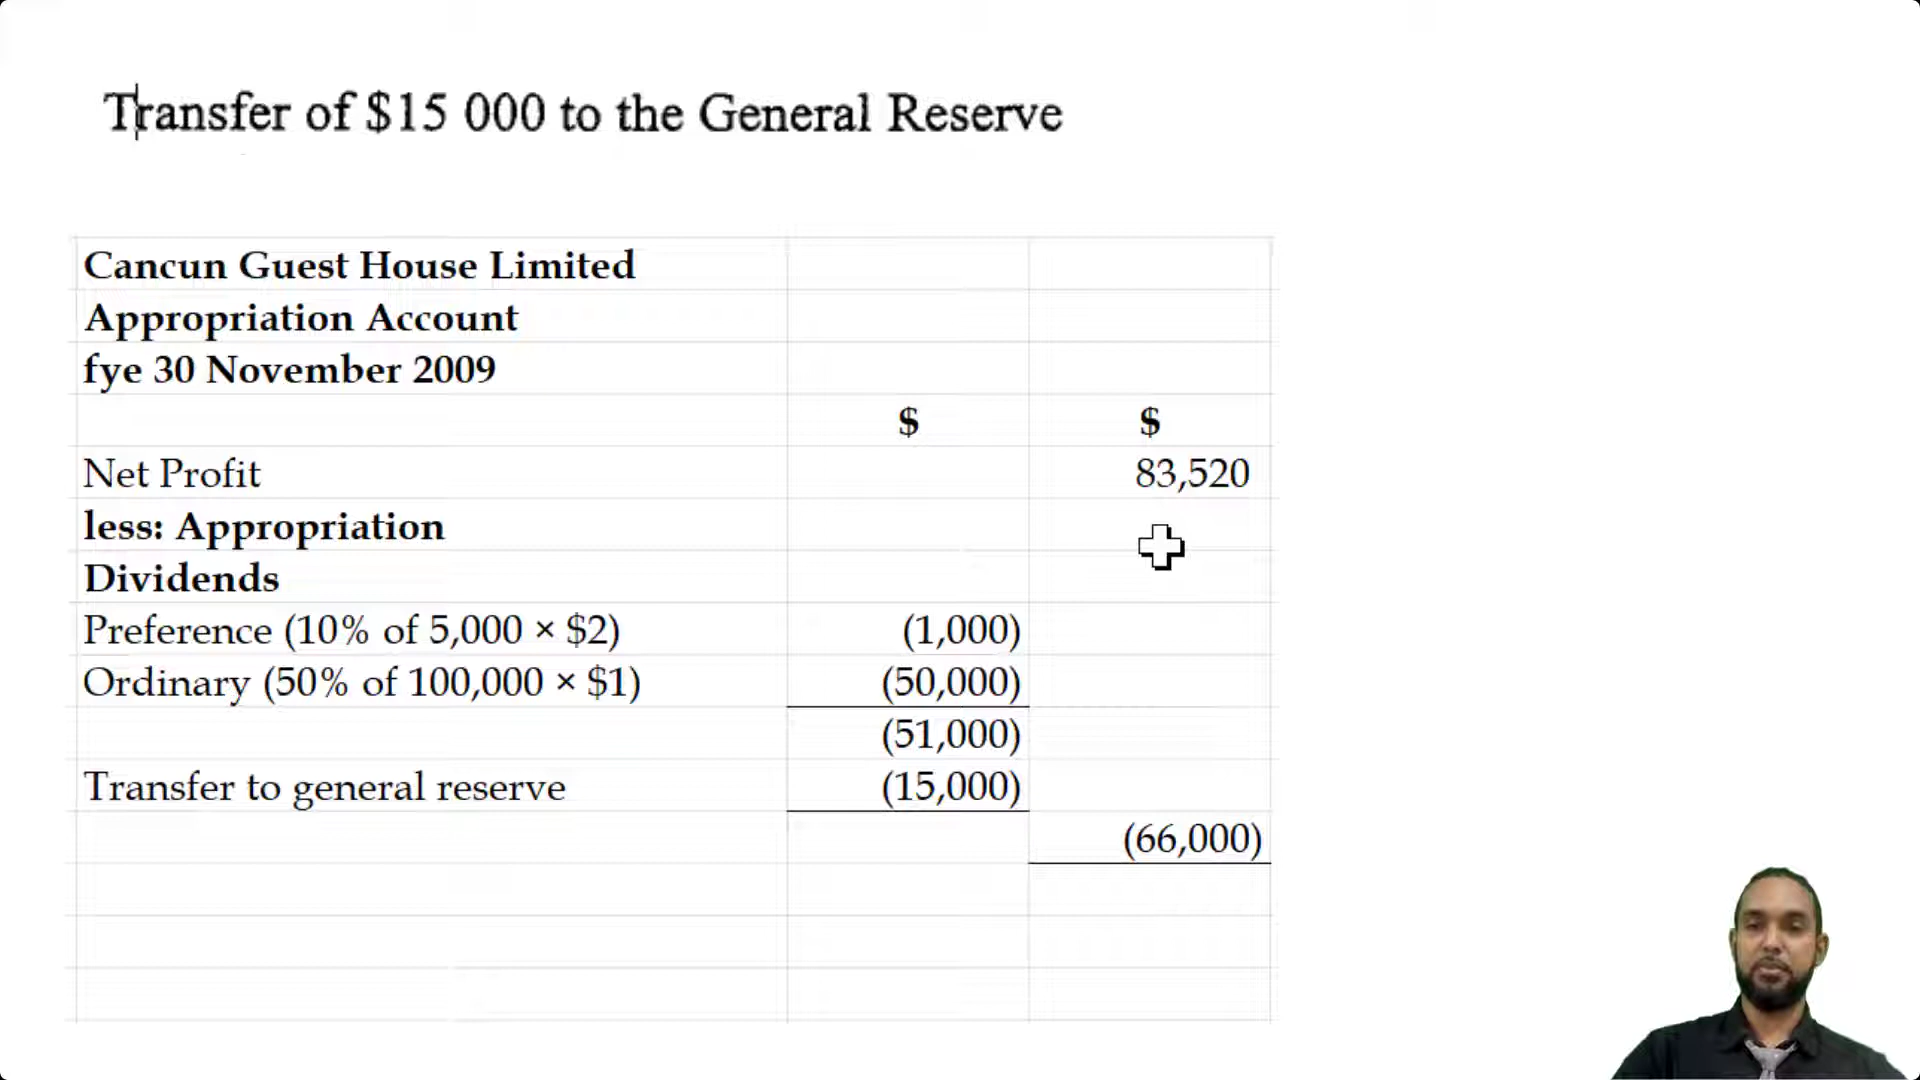 Transfer of $15 000 to the General Reserve
Cancun Guest House Limited
Appropriation Account
fye 30 November 2009
$ $
Net Profit 83,520
less: Appropriation
Dividends
Preference (10% of 5,000 × $2) (1,000)
Ordinary (50% of 100,000 × $1) (50,000)
(51,000)
Transfer to general reserve (15,000)
(66,000)